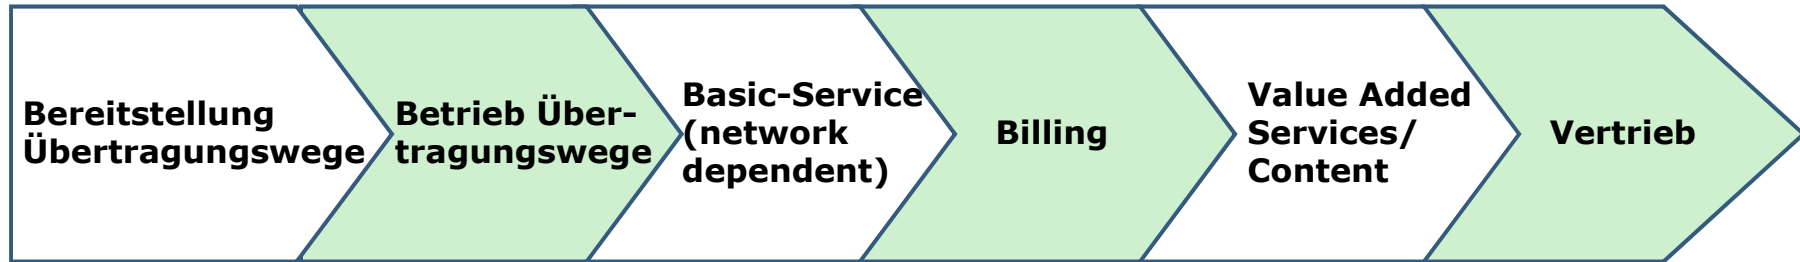 Bereitstellung
Übertragungswege
Betrieb Über-
tragungswege
Basic-Service
(network
dependent)
Billing
Value Added
Services/
Content
Vertrieb